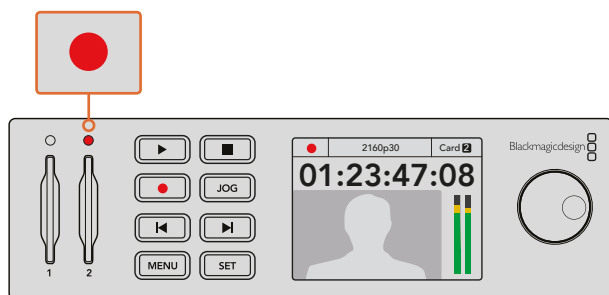 2160p30 Card 2
01:23:47:08
Blackmagicdesign
JOG
MENU SET
1 2